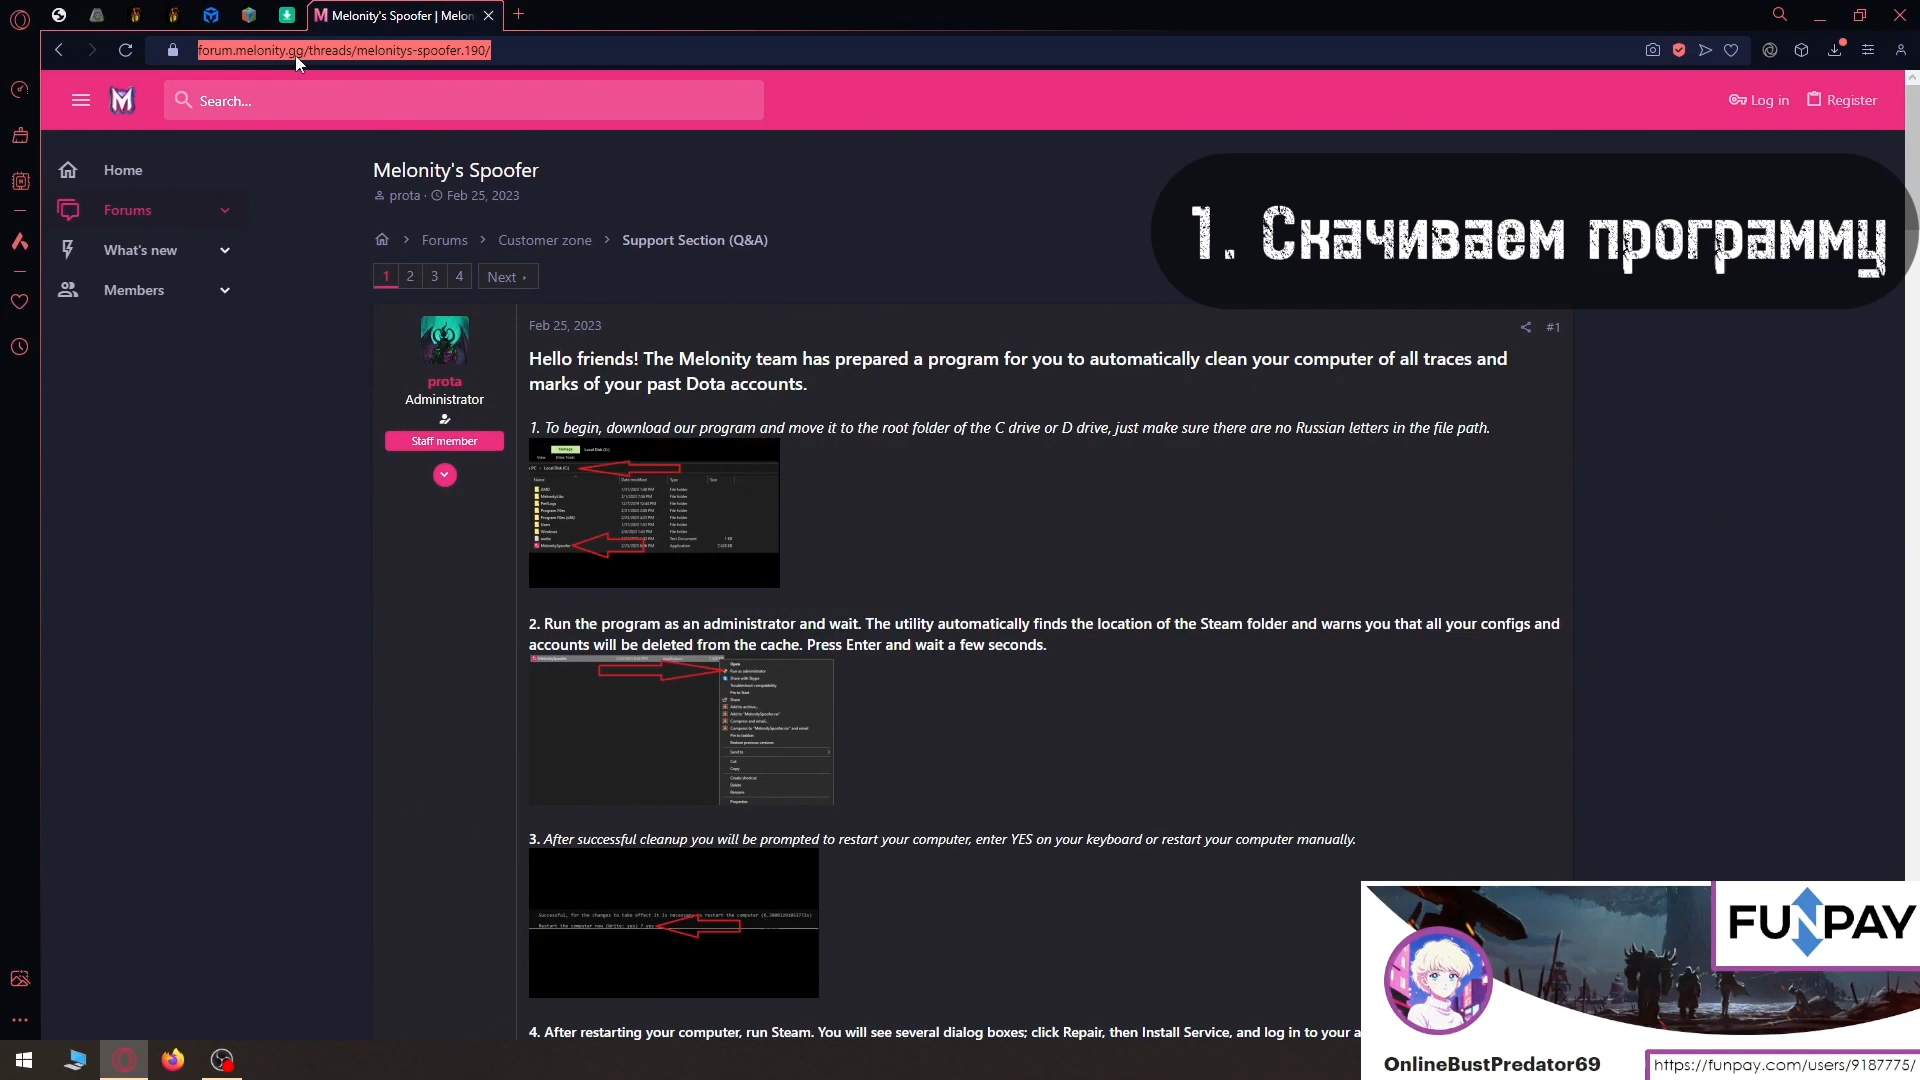 Melonity's Spoofer | Melon
forum.melonity.gg/threads/melonitys-spoofer.190/
Search...
Log in
Register
Home
Forums
What's new
Members
Melonity's Spoofer
prota · Feb 25, 2023
Forums > Customer zone > Support Section (Q&A)
1 2 3 4 Next
1. Скачиваем программу
Feb 25, 2023
#1
prota
Administrator
Staff member
Hello friends! The Melonity team has prepared a program for you to automatically clean your computer of all traces and
marks of your past Dota accounts.
1. To begin, download our program and move it to the root folder of the C drive or D drive, just make sure there are no Russian letters in the file path.
2. Run the program as an administrator and wait. The utility automatically finds the location of the Steam folder and warns you that all your configs and
accounts will be deleted from the cache. Press Enter and wait a few seconds.
3. After successful cleanup you will be prompted to restart your computer, enter YES on your keyboard or restart your computer manually.
Restart the computer now (Write: yes) ? yes
4. After restarting your computer, run Steam. You will see several dialog boxes; click Repair, then Install Service, and log in to your a
FUNPAY
OnlineBustPredator69
https://funpay.com/users/9187775/